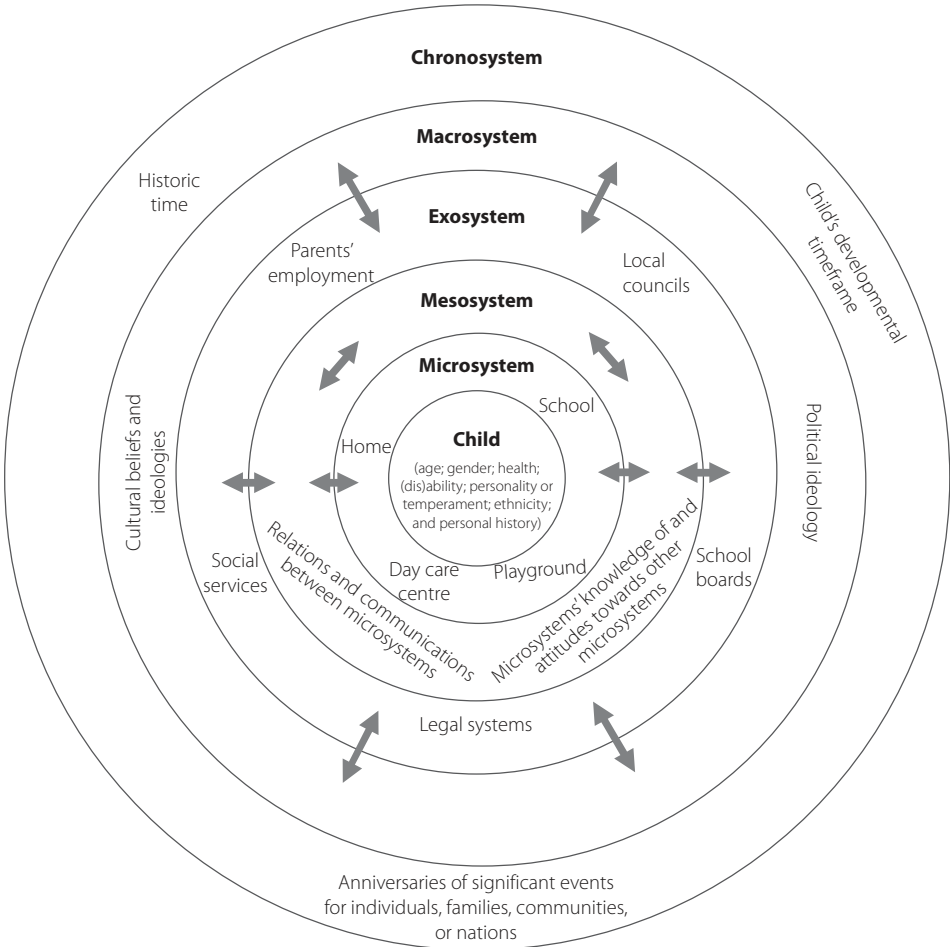 Chronosystem
Macrosystem
Historic
time
Child's developmental
timeframe
Exosystem
Parents'
employment
Local
councils
Mesosystem
Microsystem
School
Home
Child
(age; gender; health;
(dis)ability; personality or
temperament; ethnicity;
and personal history)
Cultural beliefs and
ideologies
Political ideology
Social
services
Relations and communications
between microsystems
Day care
centre
Playground
Microsystems' knowledge of and
attitudes towards other
microsystems
School
boards
Legal systems
Anniversaries of significant events
for individuals, families, communities,
or nations